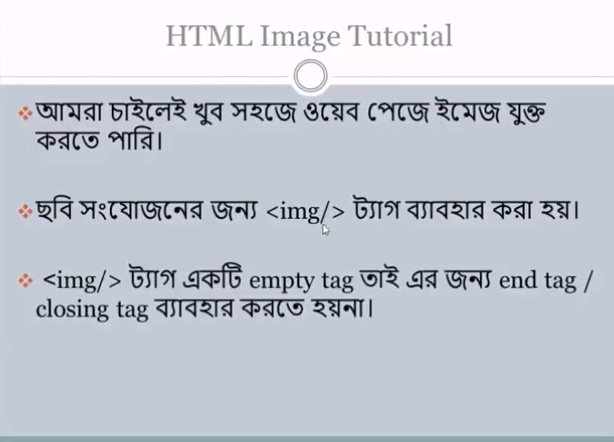 HTML Image Tutorial
আমরা চাইলেই খুব সহজে ওয়েব পেজে ইমেজ যুক্ত
করতে পারি।
ছবি সংযোজনের জন্য <img/> ট্যাগ ব্যাবহার করা হয়।
<img/> ট্যাগ একটি empty tag তাই এর জন্য end tag /
closing tag ব্যাবহার করতে হয়না।